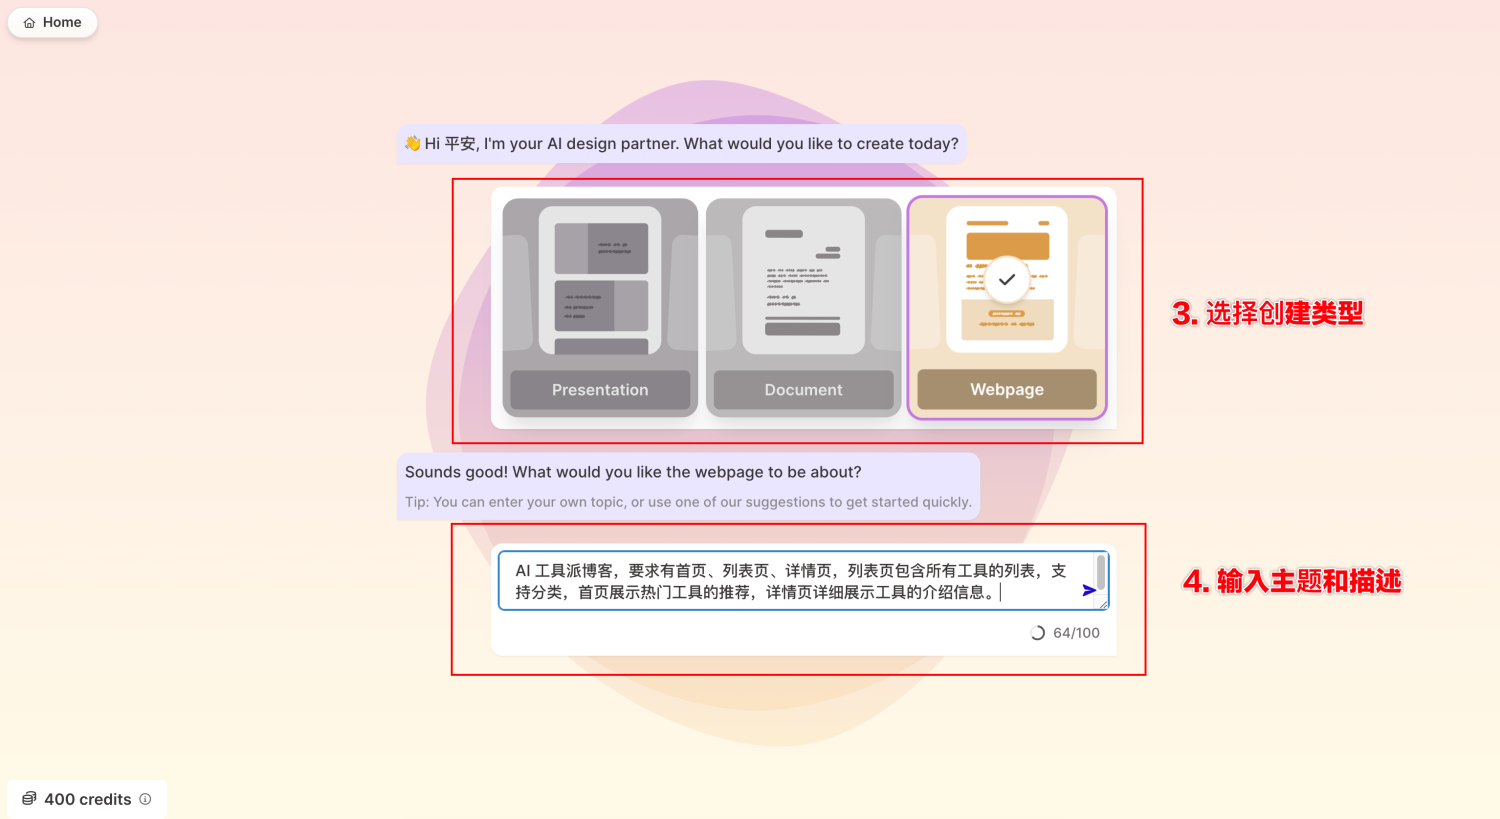 Home
👋 Hi 平安, I'm your AI design partner. What would you like to create today?
Presentation
Document
Webpage
3. 选择创建类型
Sounds good! What would you like the webpage to be about?
Tip: You can enter your own topic, or use one of our suggestions to get started quickly.
AI 工具派博客，要求有首页、列表页、详情页，列表页包含所有工具的列表，支
持分类，首页展示热门工具的推荐，详情页详细展示工具的介绍信息。
4. 输入主题和描述
64/100
400 credits